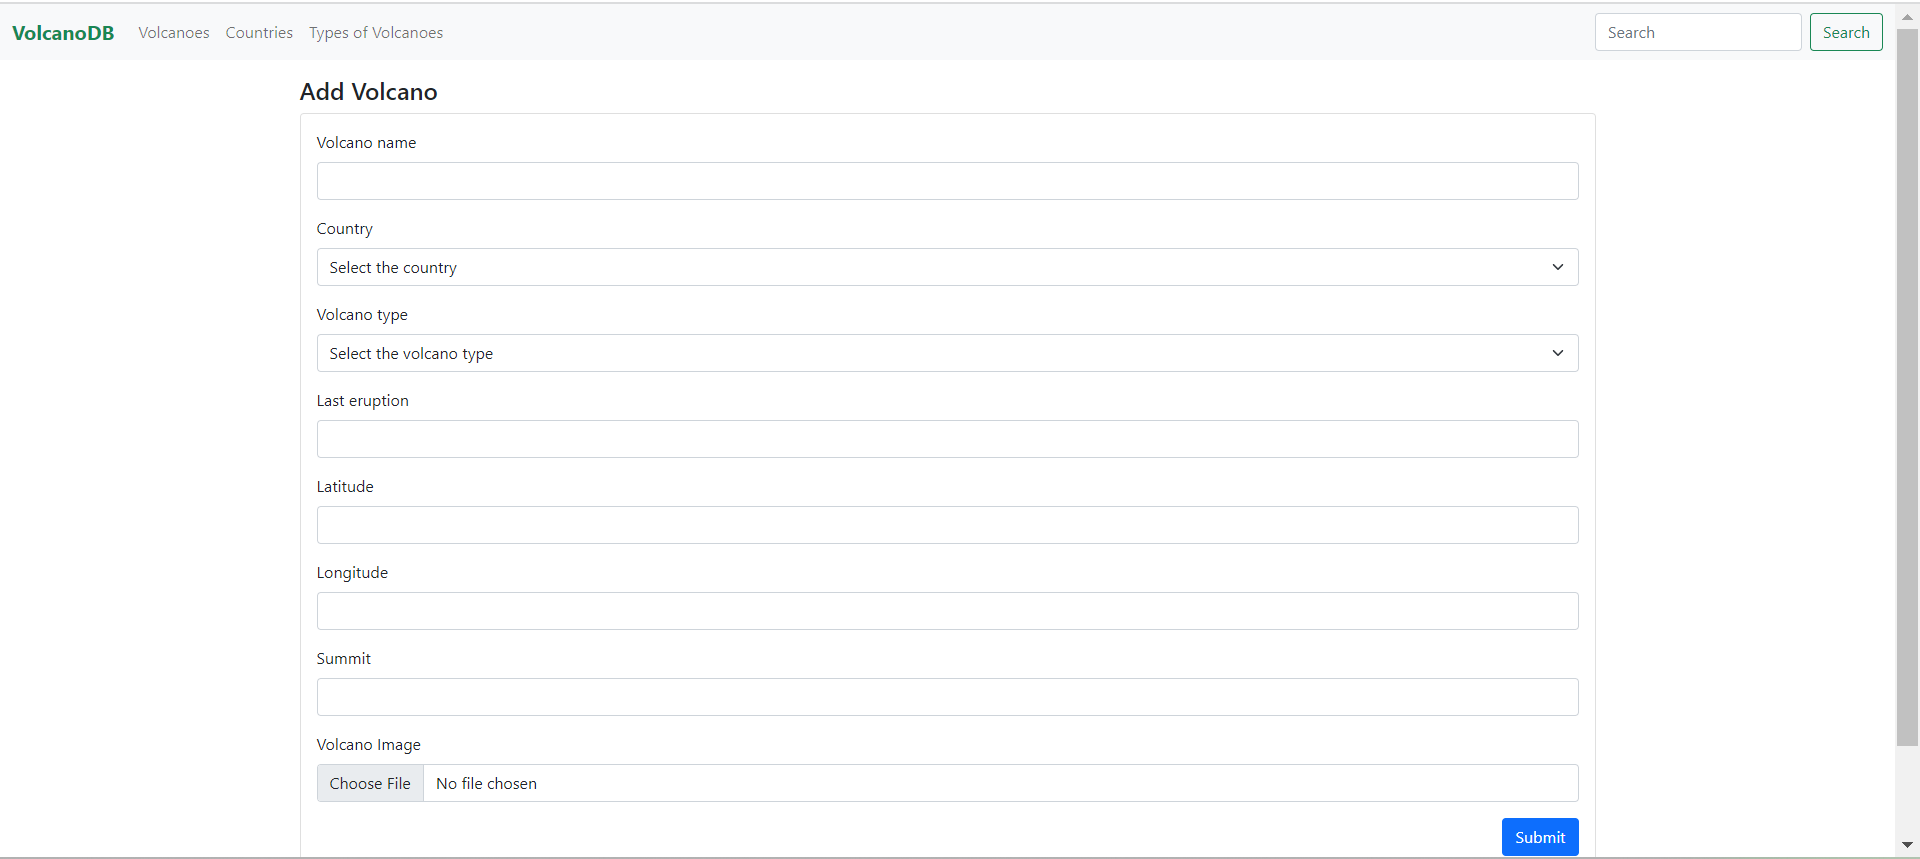 VolcanoDB Volcanoes Countries Types of Volcanoes Search Search
Add Volcano
Volcano name
Country
Select the country
Volcano type
Select the volcano type
Last eruption
Latitude
Longitude
Summit
Volcano Image
Choose File No file chosen
Submit